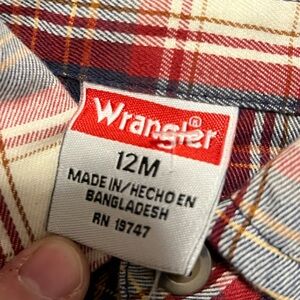 Wrangler®
12M
MADE IN/HECHO EN
BANGLADESH
RN 19747